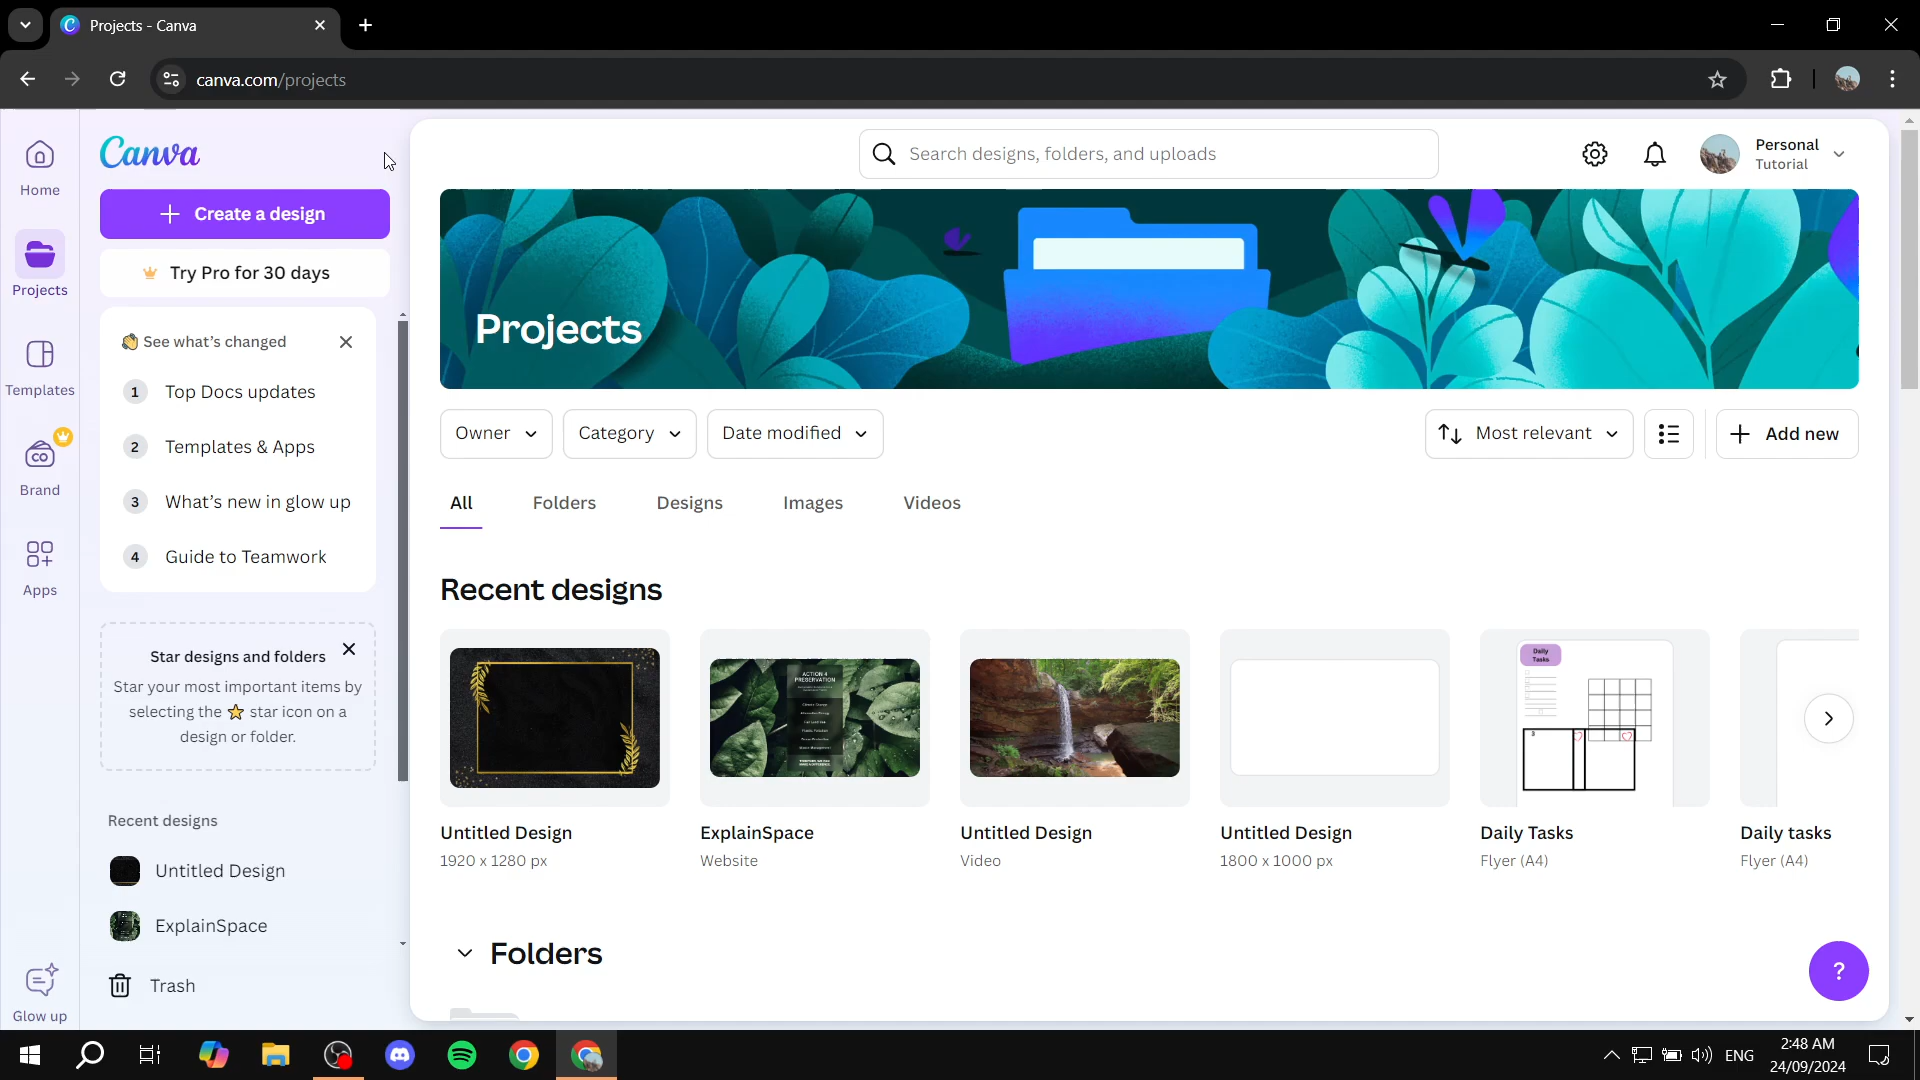 Projects - Canva
canva.com/projects
Home
Projects
Templates
Brand
Apps
Glow up
Canva
Create a design
Try Pro for 30 days
See what's changed
1 Top Docs updates
2 Templates & Apps
3 What's new in glow up
4 Guide to Teamwork
Star designs and folders
Star your most important items by
selecting the ⭐ star icon on a
design or folder.
Recent designs
Untitled Design
ExplainSpace
Trash
Search designs, folders, and uploads
Personal
Tutorial
Projects
Owner
Category
Date modified
Most relevant
Add new
All
Folders
Designs
Images
Videos
Recent designs
ACTION 4
PRESERVATION
Daily
Tasks
3
Untitled Design
1920 x 1280 px
ExplainSpace
Website
Untitled Design
Video
Untitled Design
1800 x 1000 px
Daily Tasks
Flyer (A4)
Daily tasks
Flyer (A4)
Folders
?
ENG
2:48 AM
24/09/2024